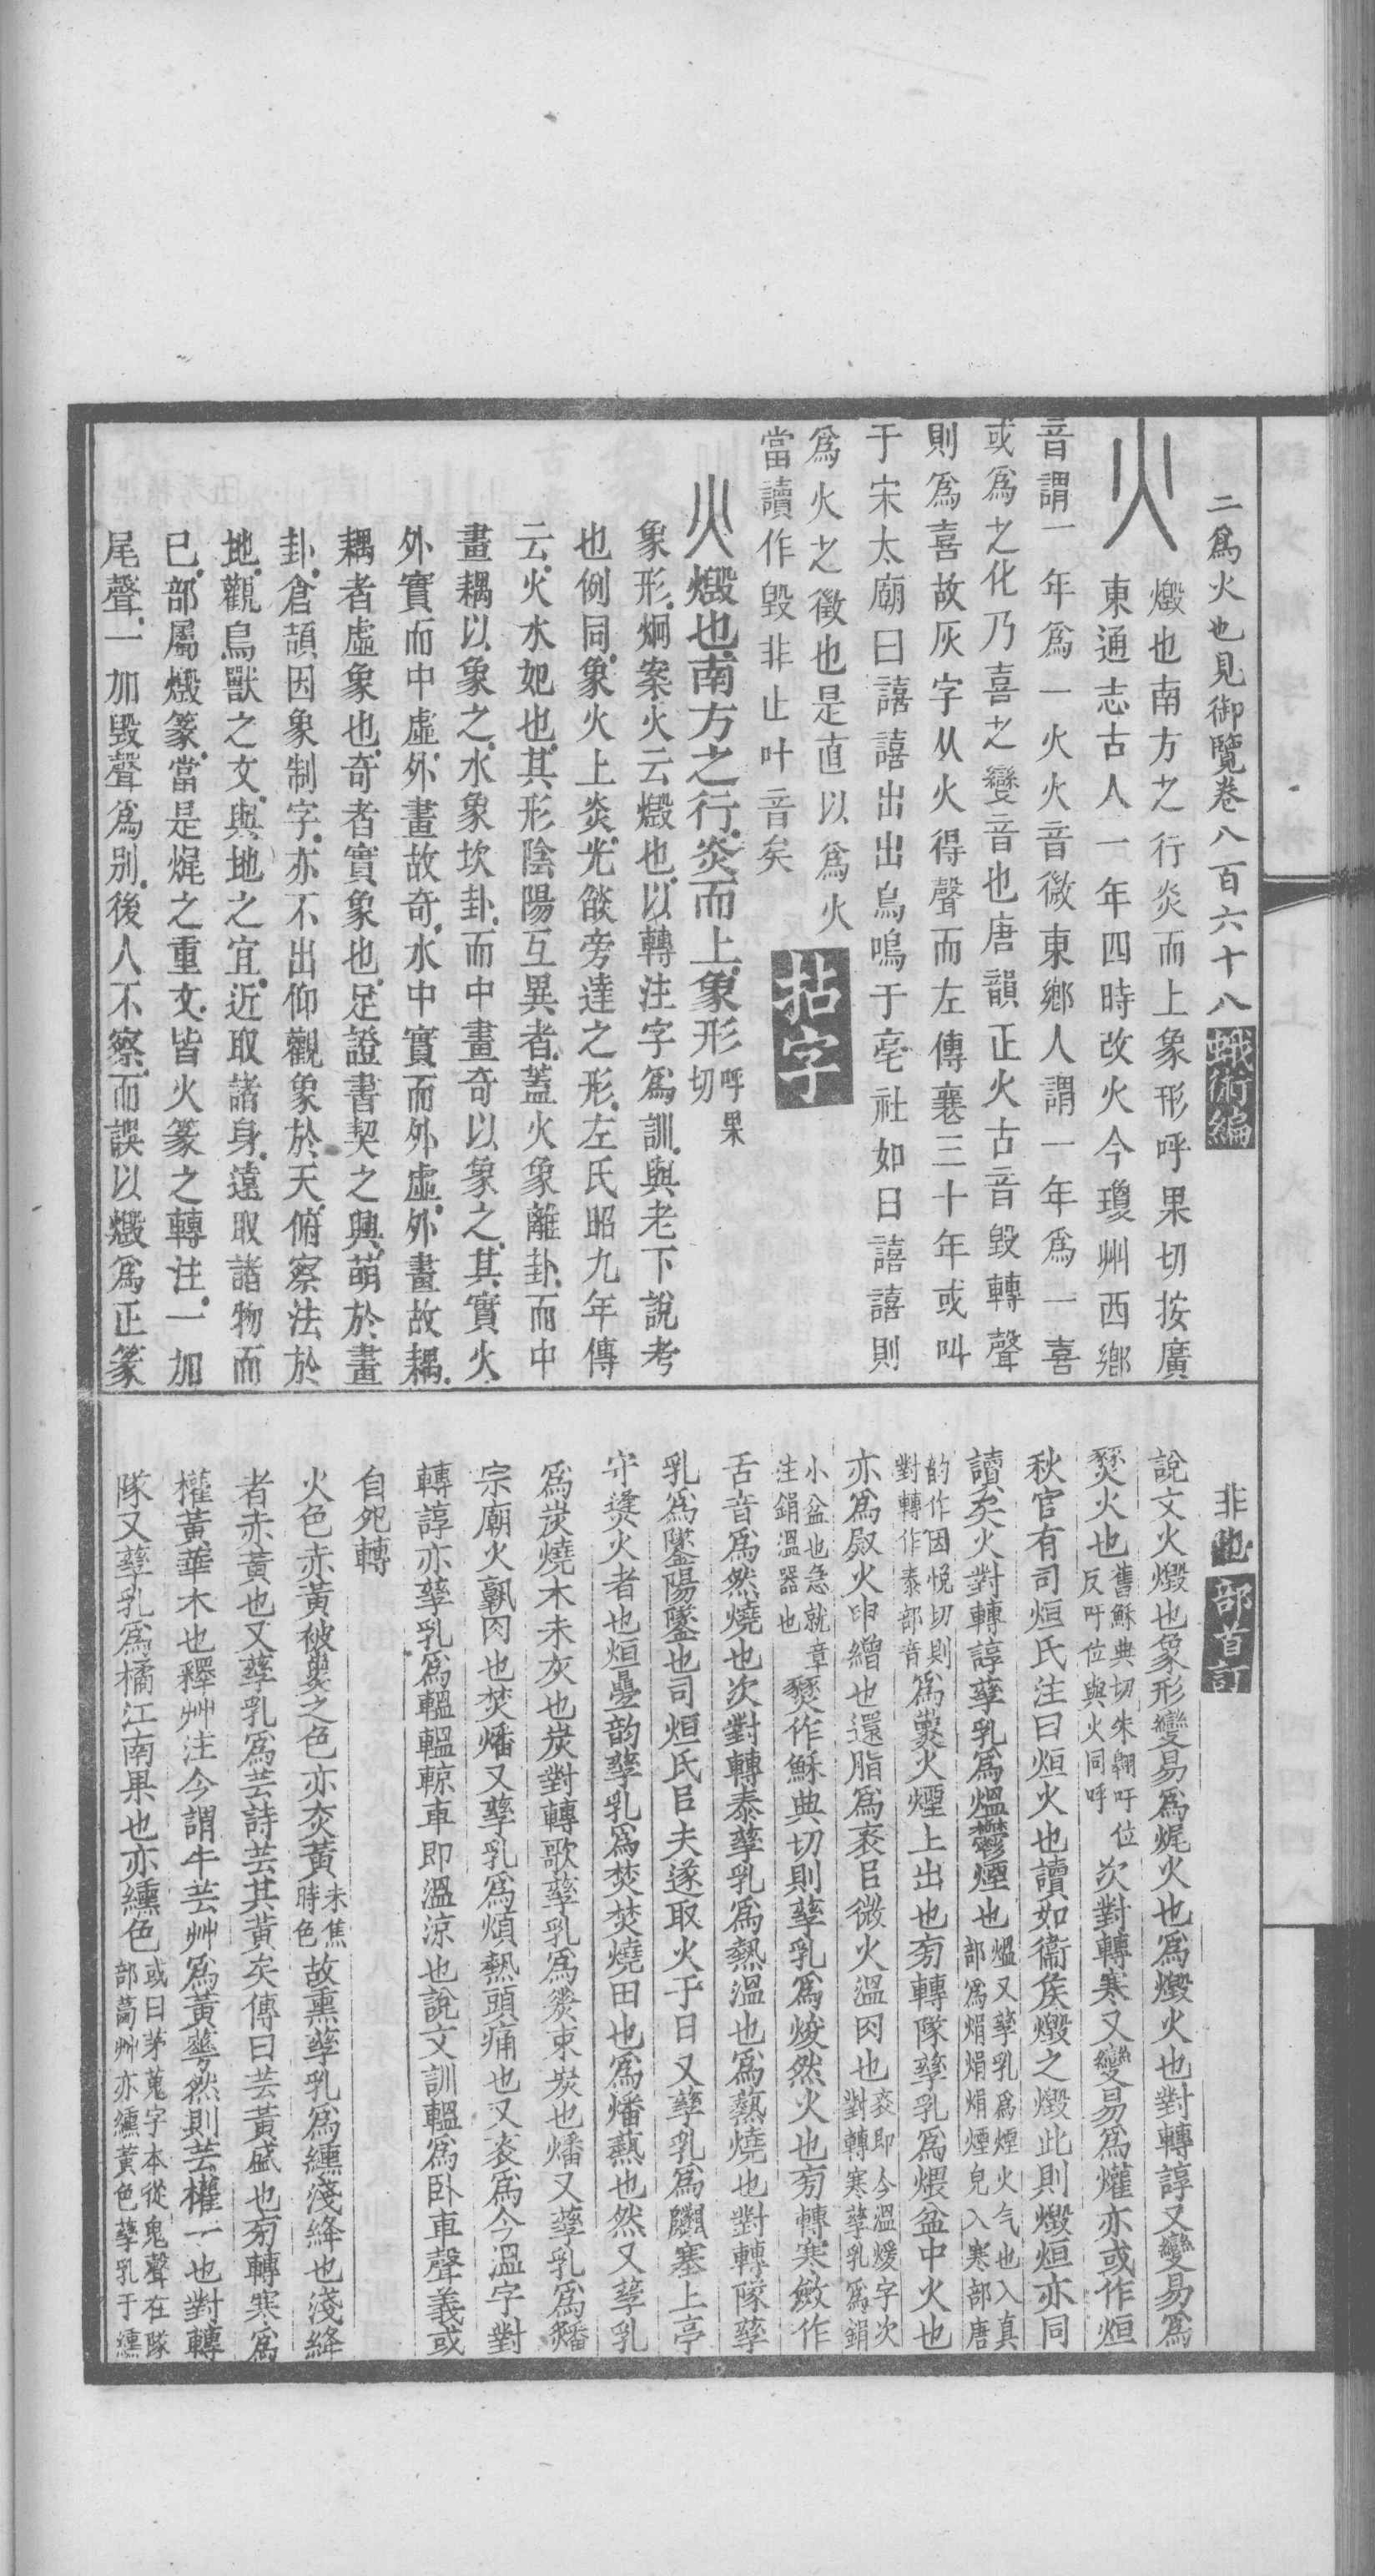 二爲火也見御覽卷八百六十八蛾術編
火
燬也南方之行炎而上象形呼果切按廣
東通志古人一年四時改火今瓊州西鄉
音謂一年爲一火火音徵東鄉人謂一年爲一喜
或爲之化乃喜之變音也唐韻正火古音毀轉聲
則爲喜故灰字从火得聲而左傳襄三十年或叫
于宋太廟曰譆譆出出鳥鳴于亳社如曰譆譆則
爲火之徵也是直以爲火
當讀作毀非止叶音矣
拈字
火燬也南方之行炎而上象形呼果切
象形炯案火云燬也以轉注字爲訓與老下說考
也例同象火上炎光燄旁達之形左氏昭九年傳
云火水妃也其形陰陽互異者蓋火象離卦而中
畫耦以象之水象坎卦而中畫奇以象之其實火
外實而中虛外畫故奇水中實而外虛外畫故耦
耦者虛象也奇者實象也足證書契之興萌於畫
卦倉頡因象制字亦不出仰觀象於天俯察法於
地觀鳥獸之文與地之宜近取諸身遠取諸物而
已部屬燬篆當是焜之重文皆火篆之轉注一加
尾聲一加毀聲爲別後人不察而誤以燬爲正篆
非也部首訂
說文火燬也象形變易爲焜火也爲燬火也對轉諄又變易爲
燹火也舊穌典切朱翱吁位反吁位與火同呼次對轉寒又變易爲爟亦或作烜
秋官有司烜氏注曰烜火也讀如衞矦燬之燬此則燬烜亦同
讀矣火對轉諄孳乳爲熅鬱煙也熅又孳乳爲煙火气也入眞部爲焆焆焆煙皃入寒部唐
韵作因悅切則對轉作泰部音爲𤎅火煙上出也㫄轉隊孳乳爲煨盆中火也
亦爲㷉火申繒也還脂爲衮㠯微火溫肉也衮即今溫煖字次對轉寒孳乳爲鋗
小盆也急就章注鋗溫器也燹作穌典切則孳乳爲焌然火也㫄轉寒㪘作
舌音爲然燒也次對轉泰孳乳爲熱溫也爲爇燒也對轉隊孳
乳爲鐆陽鐆也司烜氏㠯夫遂取火于日又孳乳爲䥙塞上亭
守㷭火者也烜曡韵孳乳爲焚焚燒田也爲燔爇也然又孳乳
爲炭燒木未灰也炭對轉歌孳乳爲㷪束炭也燔又孳乳爲䄩
宗廟火孰肉也焚燔又孳乳爲煩熱頭痛也又衮爲今溫字對
轉諄亦孳乳爲轀轀輬車即溫涼也說文訓轀爲臥車聲義或
自夗轉
火色赤黃彼㷼之色亦炎黃未焦時色故熏孳乳爲纁淺絳也淺絳
者赤黃也又孳乳爲芸詩芸其黃矣傳曰芸黃盛也㫄轉寒爲
權黃華木也釋艸注今謂牛芸艸爲黃華然則芸權一也對轉
隊又孳乳爲橘江南果也亦纁色或曰茅蒐字本從鬼聲在隊部葛艸亦纁黃色孳乳于纁